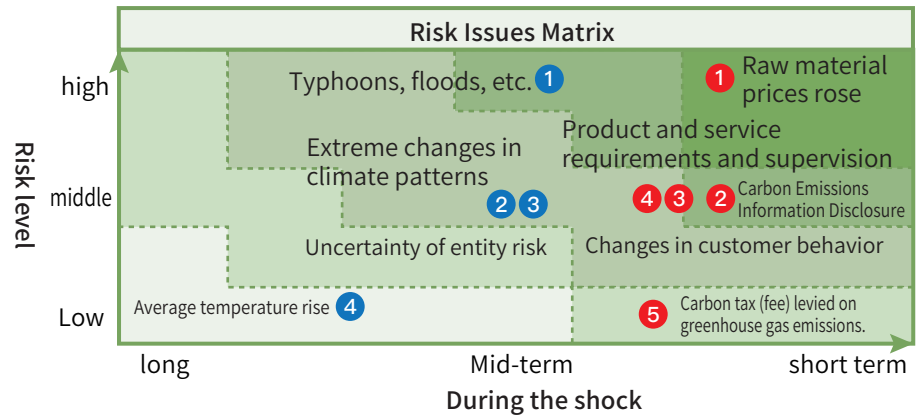 Risk Issues Matrix
high
Typhoons, floods, etc. 1
1 Raw material
prices rose
Product and service
requirements and supervision
Extreme changes in
climate patterns
Risk level
middle
2 3
4 3 2 Carbon Emissions
Information Disclosure
Uncertainty of entity risk
Changes in customer behavior
Low
Average temperature rise 4
5 Carbon tax (fee) levied on
greenhouse gas emissions.
long
Mid-term
short term
During the shock